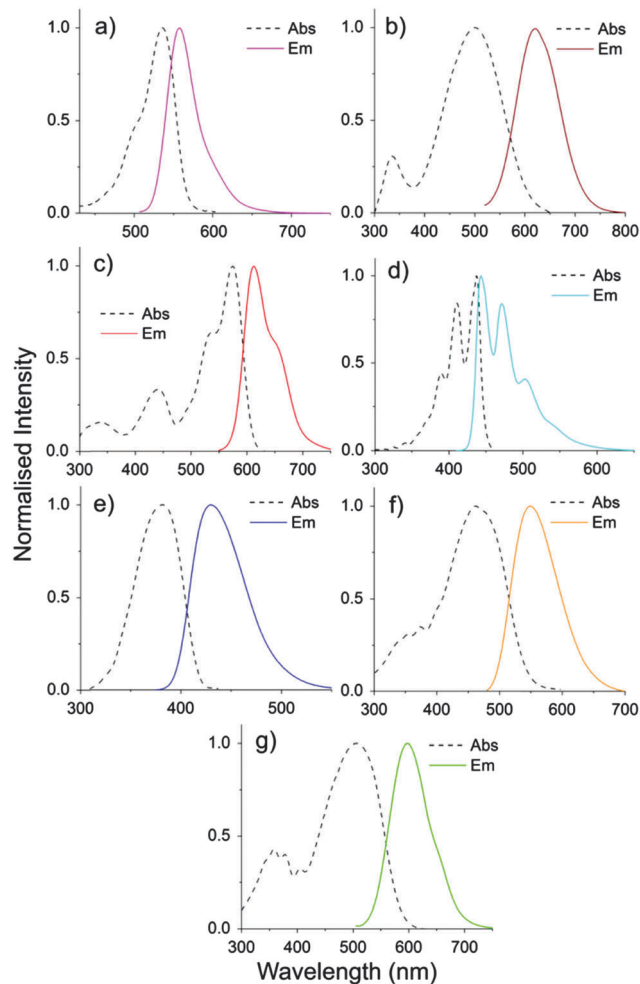 a)
Abs
Em
1.0
0.5
0.0
500 600 700
b)
Abs
Em
1.0
0.5
0.0
300 400 500 600 700 800
c)
Abs
Em
1.0
0.5
0.0
300 400 500 600 700
d)
Abs
Em
1.0
0.5
0.0
300 400 500 600
e)
Abs
Em
1.0
0.5
0.0
300 400 500
f)
Abs
Em
1.0
0.5
0.0
300 400 500 600 700
g)
Abs
Em
1.0
0.5
0.0
300 400 500 600 700
Normalised Intensity
Wavelength (nm)